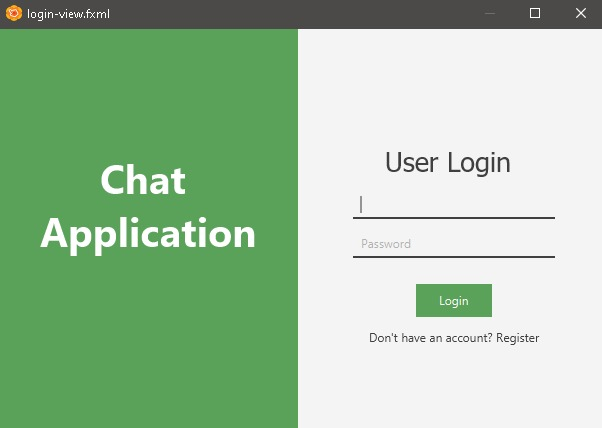 login-view.fxml
Chat
Application
User Login
Password
Login
Don't have an account? Register